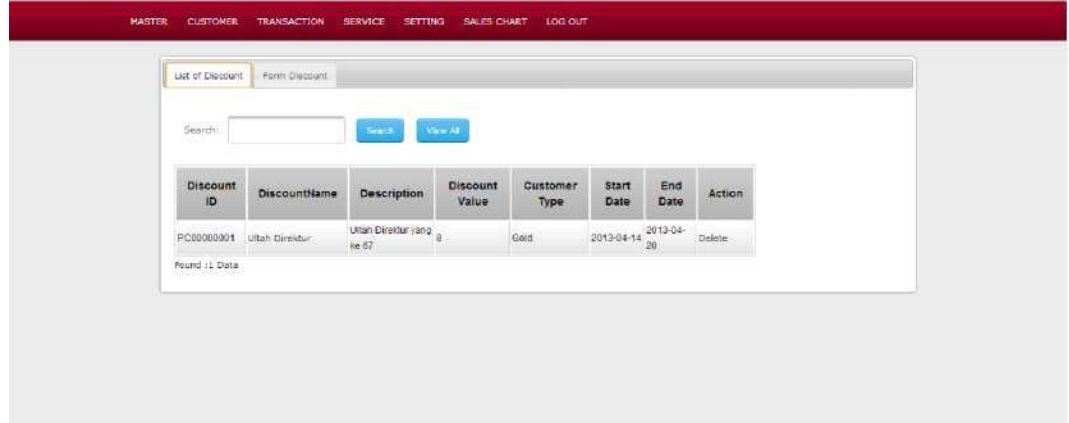 MASTER CUSTOMER TRANSACTION SERVICE SETTING SALES CHART LOG OUT
List of Discount Form Discount
Search: Search View All
Discount ID DiscountName Description Discount Value Customer Type Start Date End Date Action
PC00000001 Ultah Direktur Ultah Direktur yang ke 67 8 Gold 2013-04-14 2013-04-20 Delete
Found :1 Data